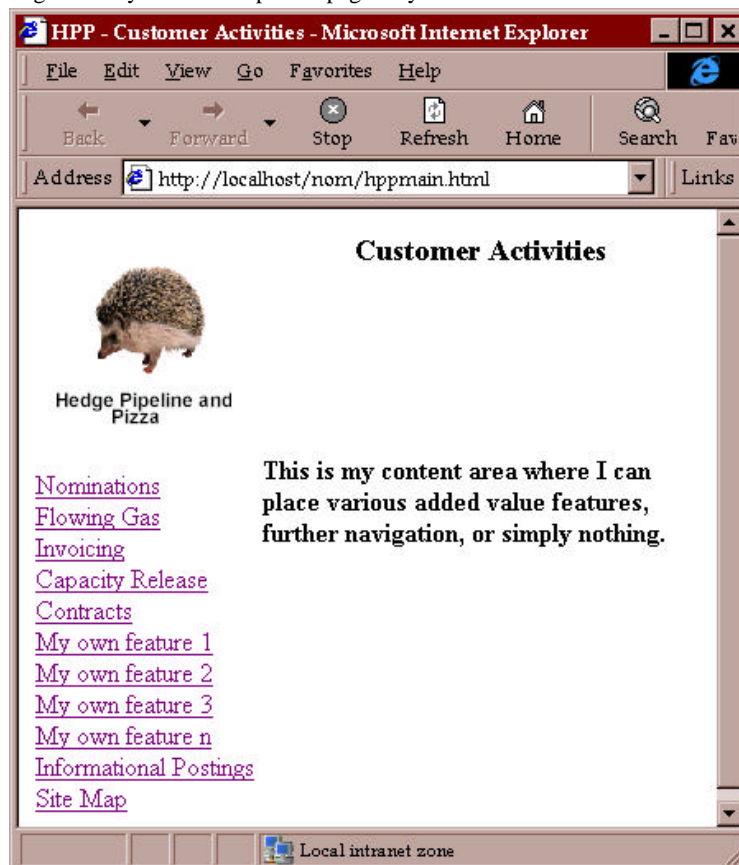 HPP - Customer Activities - Microsoft Internet Explorer
File Edit View Go Favorites Help
Back Forward Stop Refresh Home Search Fav
Address http://localhost/nom/hppmain.html Links
Customer Activities
Hedge Pipeline and
Pizza
This is my content area where I can
place various added value features,
further navigation, or simply nothing.
Nominations
Flowing Gas
Invoicing
Capacity Release
Contracts
My own feature 1
My own feature 2
My own feature 3
My own feature n
Informational Postings
Site Map
Local intranet zone